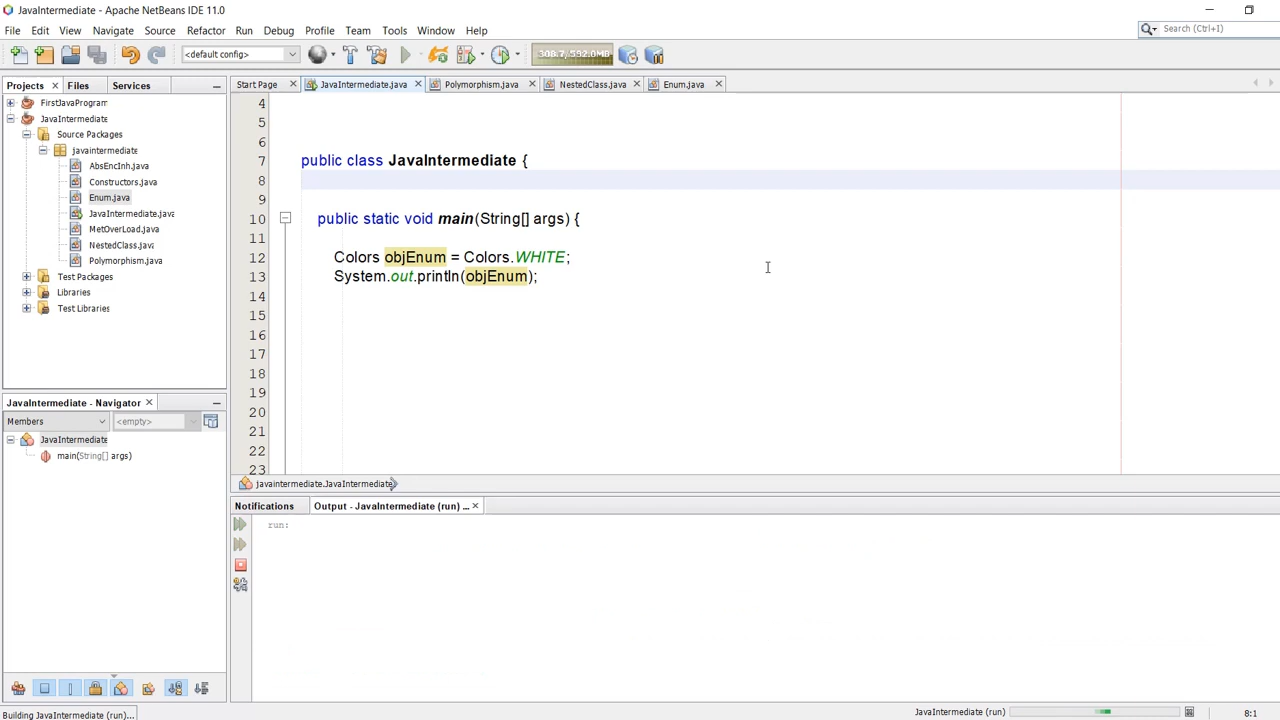 JavaIntermediate - Apache NetBeans IDE 11.0
File Edit View Navigate Source Refactor Run Debug Profile Team Tools Window Help
Search (Ctrl+I)
<default config>
308.7/592.0MB
Projects Files Services
FirstJavaProgram
JavaIntermediate
Source Packages
javaintermediate
AbsEncInh.java
Constructors.java
Enum.java
JavaIntermediate.java
MetOverLoad.java
NestedClass.java
Polymorphism.java
Test Packages
Libraries
Test Libraries
JavaIntermediate - Navigator
Members
<empty>
JavaIntermediate
main(String[] args)
Start Page JavaIntermediate.java Polymorphism.java NestedClass.java Enum.java
4
5
6
7 public class JavaIntermediate {
8
9
10 public static void main(String[] args) {
11
12 Colors objEnum = Colors.WHITE;
13 System.out.println(objEnum);
14
15
16
17
18
19
20
21
22
23
javaintermediate.JavaIntermediate
Notifications Output - JavaIntermediate (run) ...
run:
Building JavaIntermediate (run)...
JavaIntermediate (run)
8:1